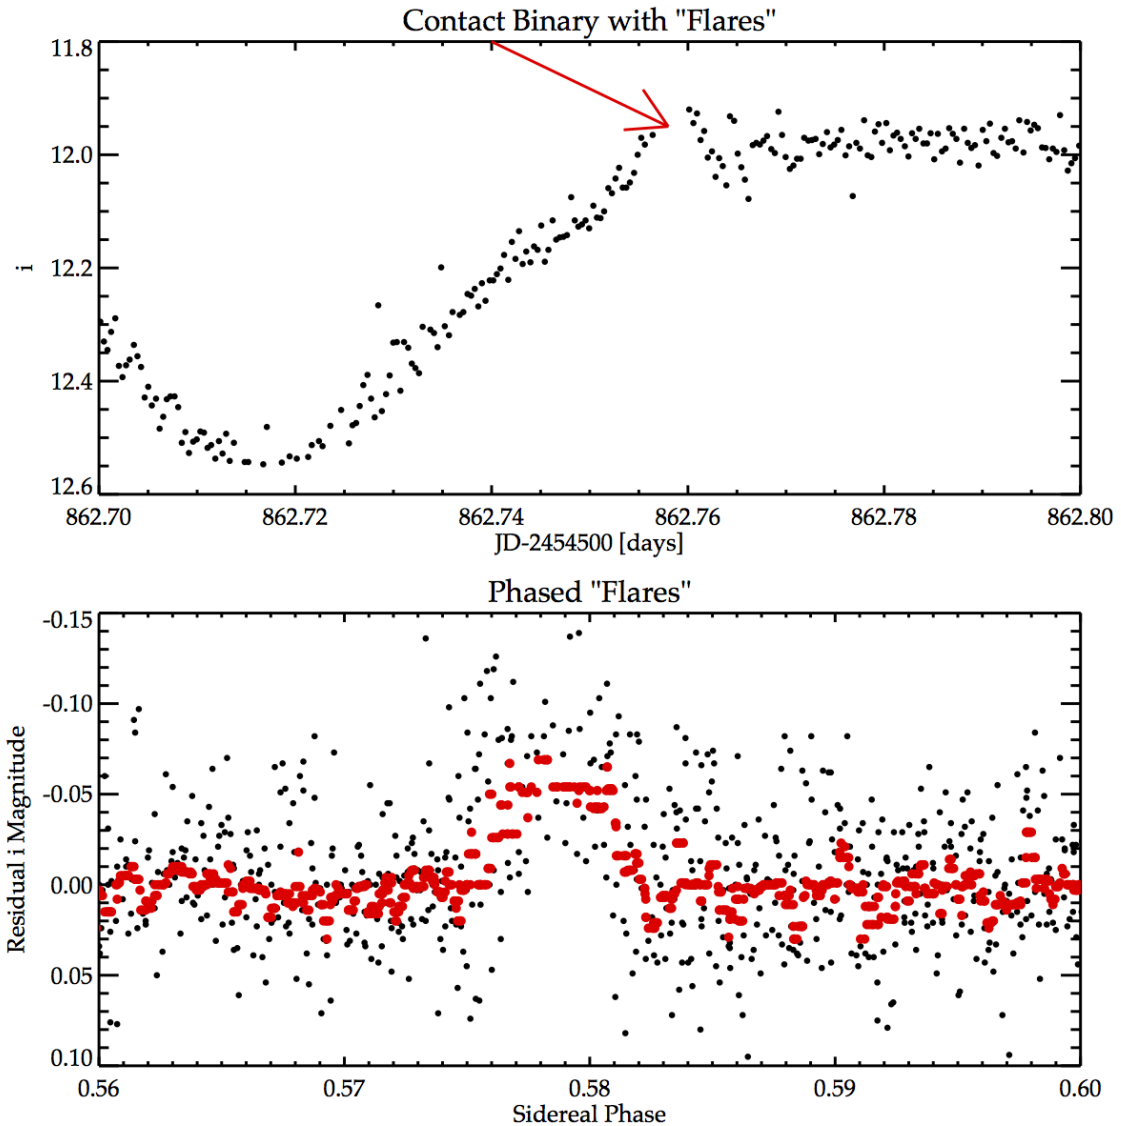 Contact Binary with "Flares"
11.8
12.0
12.2
12.4
12.6
i
862.70 862.72 862.74 862.76 862.78 862.80
JD-2454500 [days]
Phased "Flares"
-0.15
-0.10
-0.05
0.00
0.05
0.10
Residual i Magnitude
0.56 0.57 0.58 0.59 0.60
Sidereal Phase